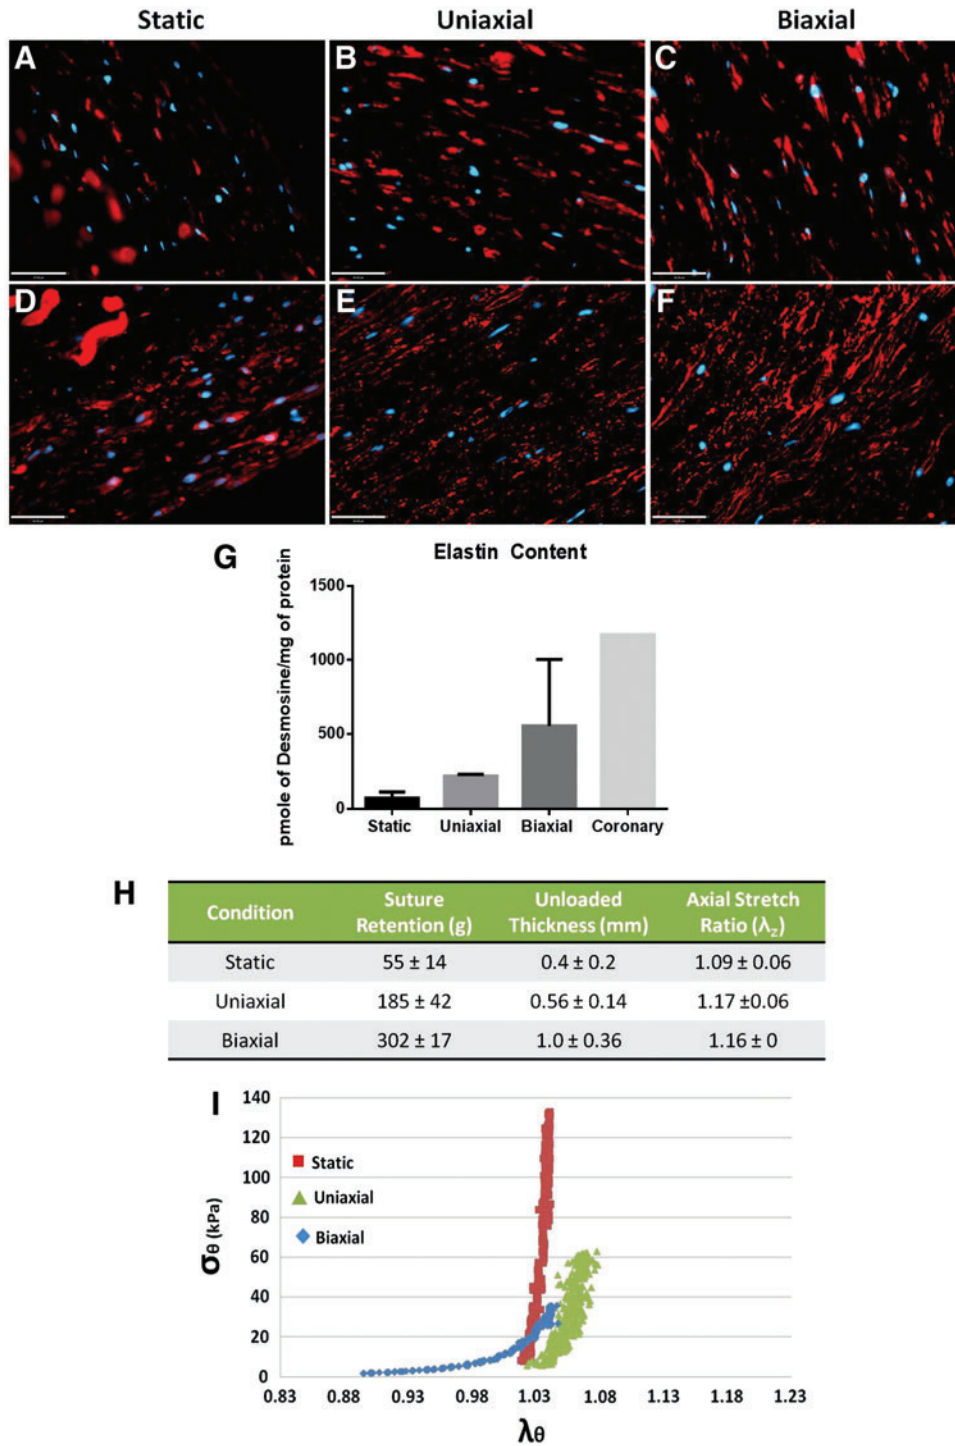 Static Uniaxial Biaxial
A B C
D E F
G Elastin Content
pmole of Desmosine/mg of protein
1500
1000
500
0
Static Uniaxial Biaxial Coronary
H
Condition Suture Retention (g) Unloaded Thickness (mm) Axial Stretch Ratio (λz)
Static 55 ± 14 0.4 ± 0.2 1.09 ± 0.06
Uniaxial 185 ± 42 0.56 ± 0.14 1.17 ±0.06
Biaxial 302 ± 17 1.0 ± 0.36 1.16 ± 0
I
σθ (kPa)
140
120
100
80
60
40
20
0
Static
Uniaxial
Biaxial
0.83 0.88 0.93 0.98 1.03 1.08 1.13 1.18 1.23
λθ